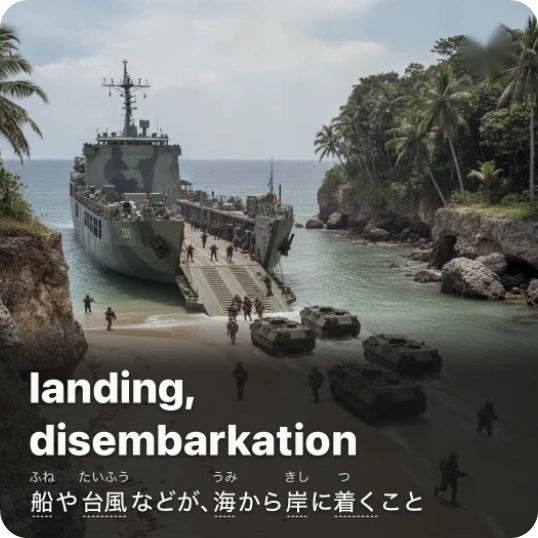 landing,
disembarkation
ふね たいふう うみ きし つ
船や台風などが、海から岸に着くこと